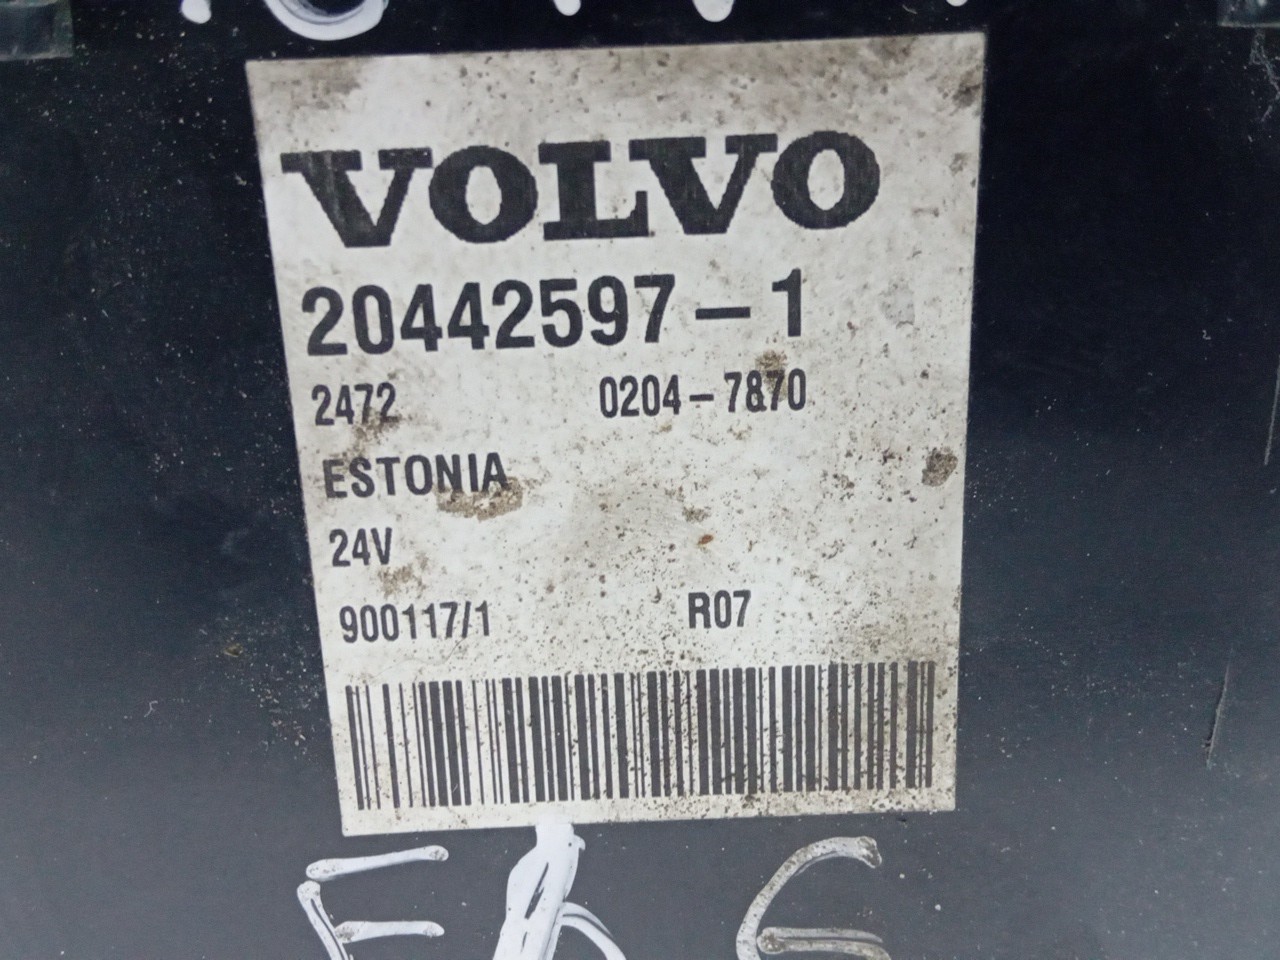 VOLVO
20442597-1
2472 0204-7870
ESTONIA
24V
900117/1 R07